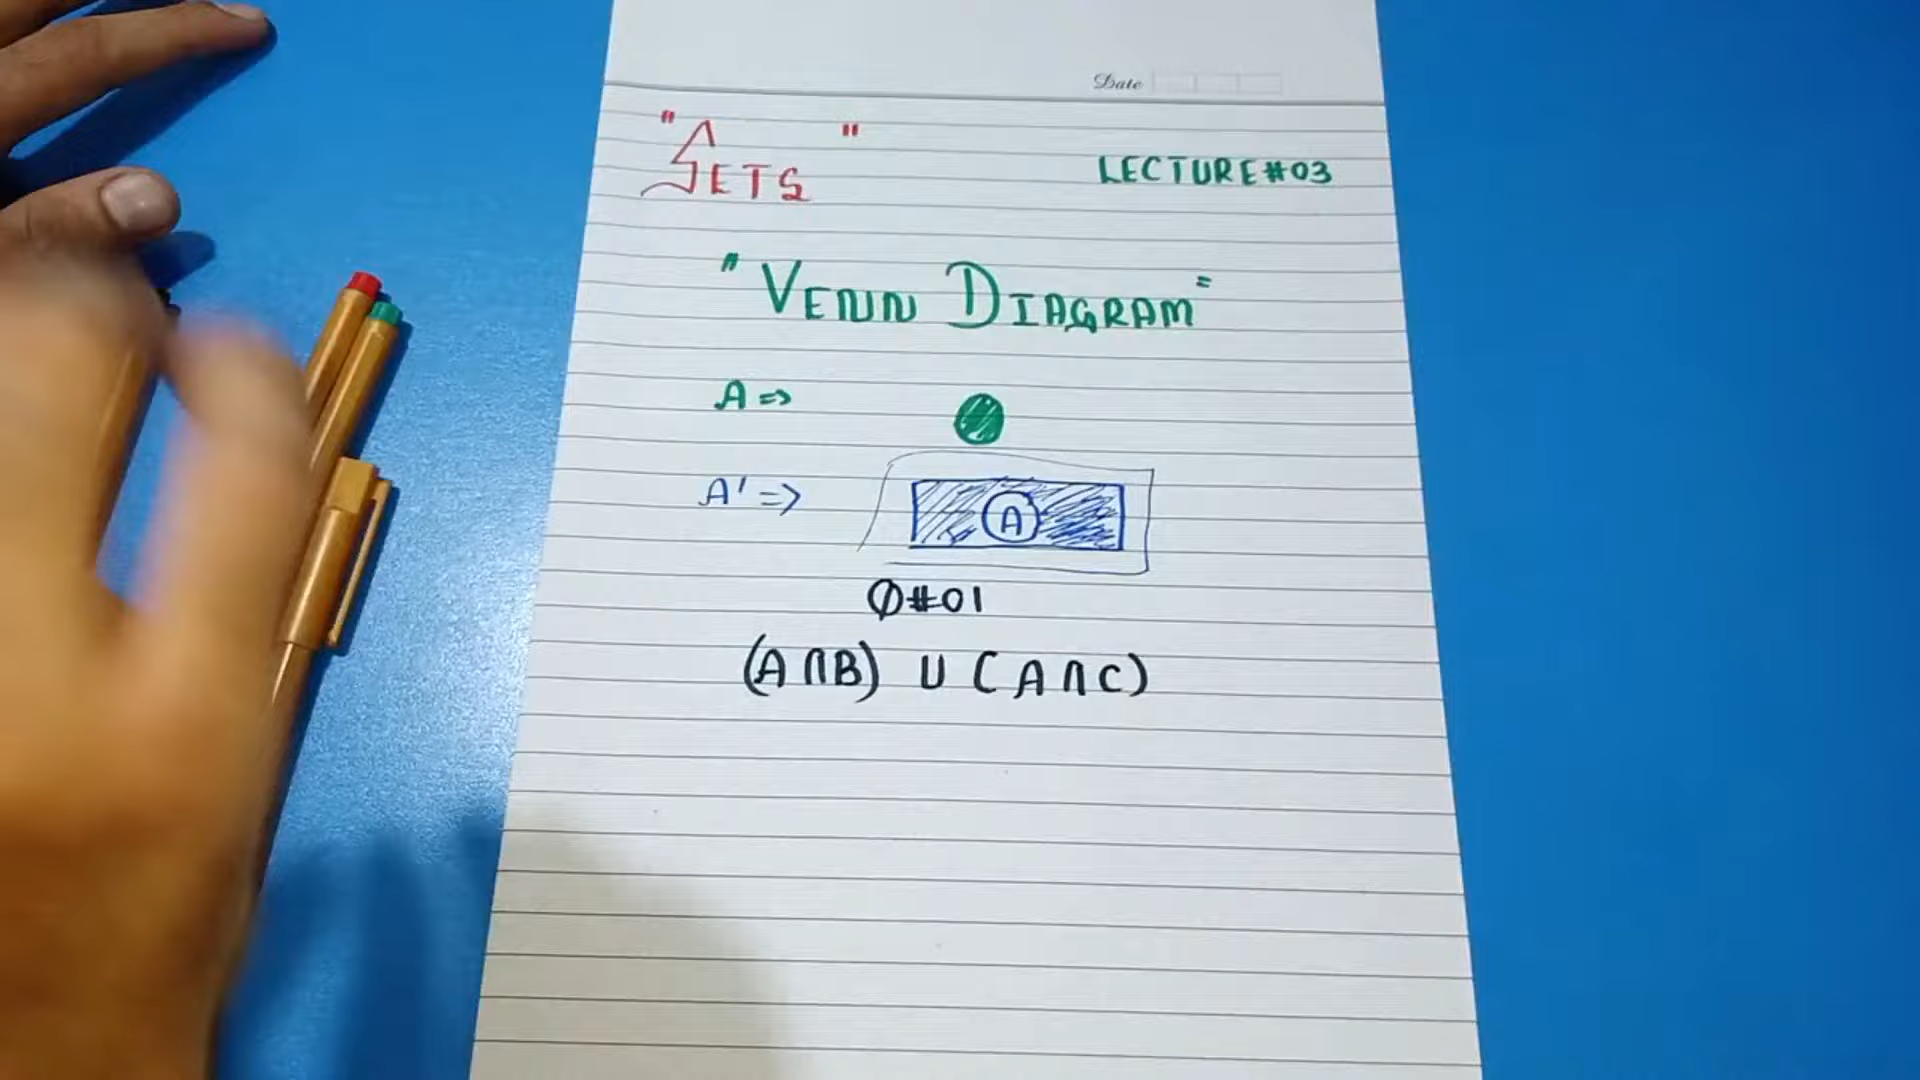 Date
"SETS"
LECTURE#03
"VENN DIAGRAM"
A =>
A' => A
Q#01
(A∩B) ∪ (A∩C)